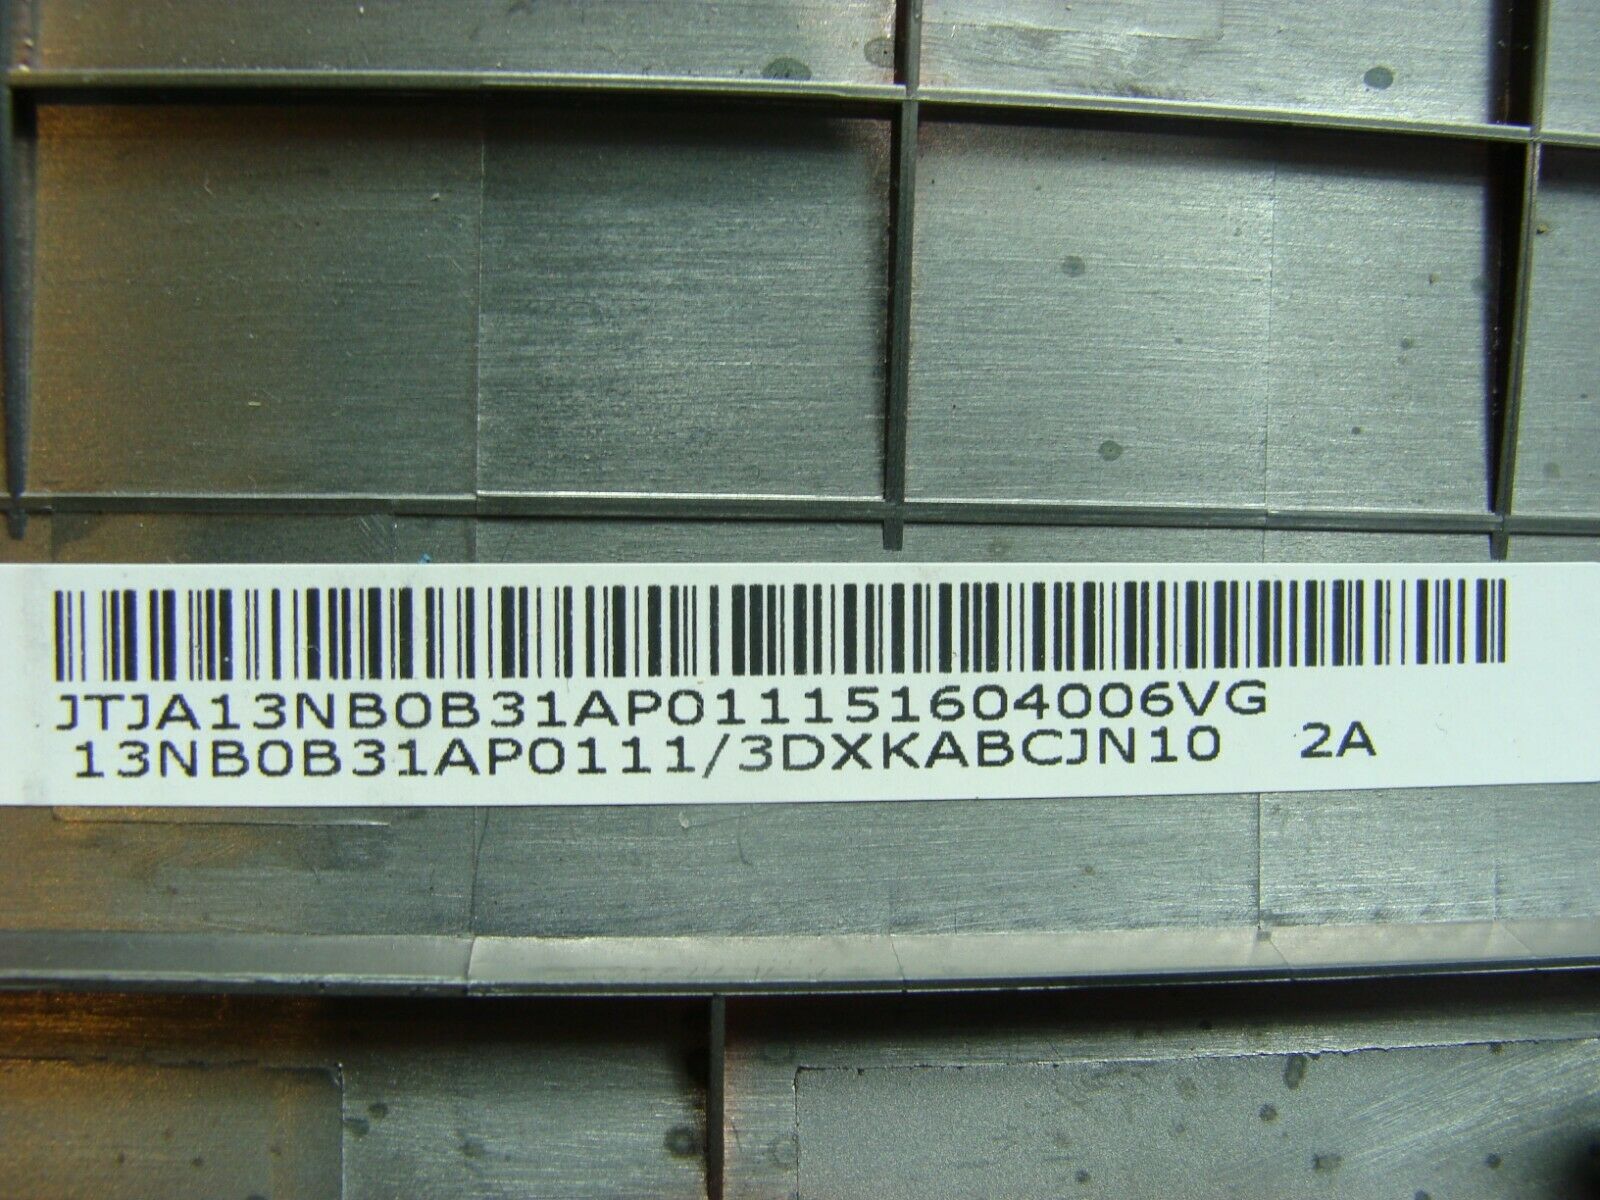 JTJA13NB0B31AP011151604006VG
13NB0B31AP0111/3DXKABCJN10 2A